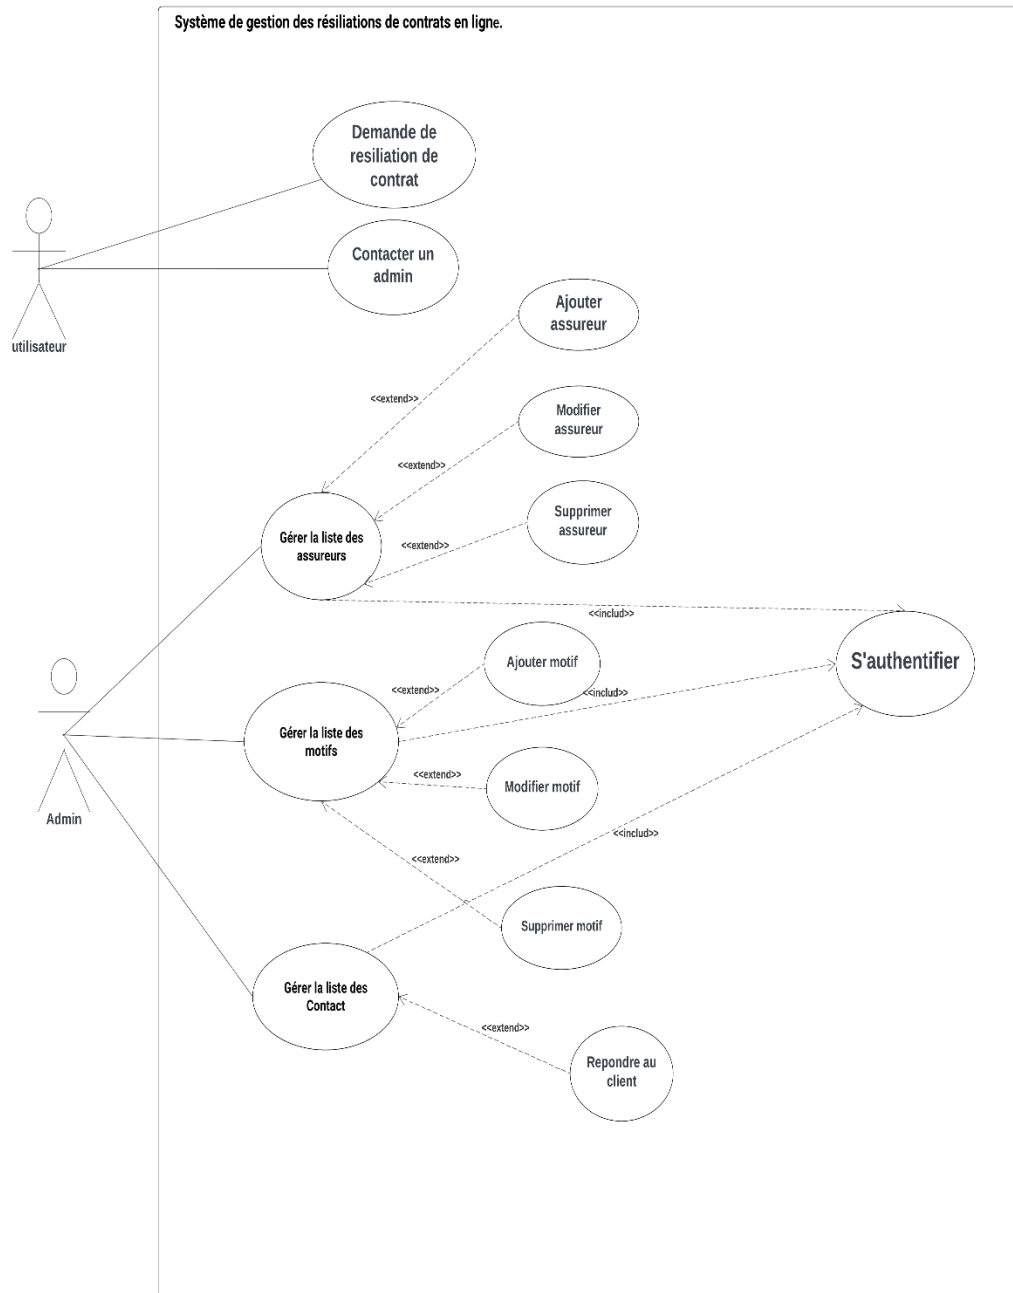 Système de gestion des résiliations de contrats en ligne.
Demande de
resiliation de
contrat
Contacter un
admin
utilisateur
Ajouter
assureur
<<extend>>
Modifier
assureur
<<extend>>
Supprimer
assureur
<<extend>>
Gérer la liste des
assureurs
<<includ>>
S'authentifier
Ajouter motif
<<extend>>
<<includ>>
Gérer la liste des
motifs
Modifier motif
<<extend>>
Admin
<<includ>>
<<extend>>
Supprimer motif
Gérer la liste des
Contact
<<extend>>
Repondre au
client